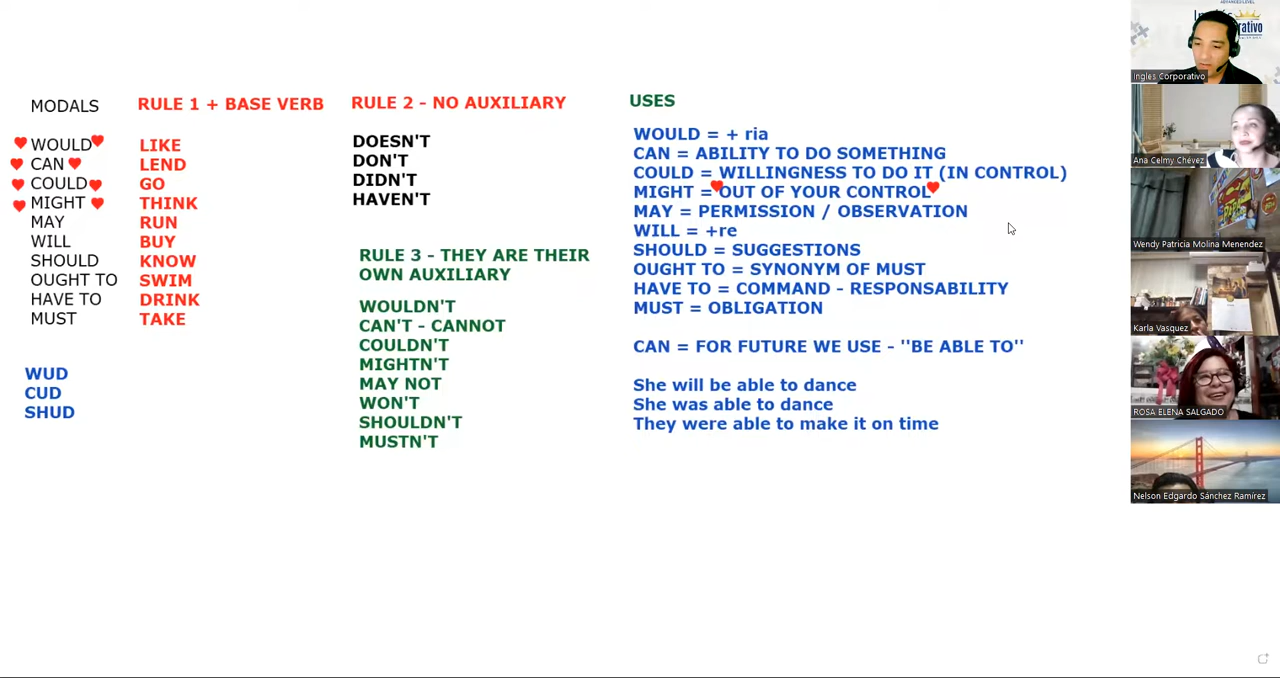 MODALS
WOULD
CAN
COULD
MIGHT
MAY
WILL
SHOULD
OUGHT TO
HAVE TO
MUST
WUD
CUD
SHUD
RULE 1 + BASE VERB
LIKE
LEND
GO
THINK
RUN
BUY
KNOW
SWIM
DRINK
TAKE
RULE 2 - NO AUXILIARY
DOESN'T
DON'T
DIDN'T
HAVEN'T
RULE 3 - THEY ARE THEIR
OWN AUXILIARY
WOULDN'T
CAN'T - CANNOT
COULDN'T
MIGHTN'T
MAY NOT
WON'T
SHOULDN'T
MUSTN'T
USES
WOULD = + ria
CAN = ABILITY TO DO SOMETHING
COULD = WILLINGNESS TO DO IT (IN CONTROL)
MIGHT = OUT OF YOUR CONTROL
MAY = PERMISSION / OBSERVATION
WILL = +re
SHOULD = SUGGESTIONS
OUGHT TO = SYNONYM OF MUST
HAVE TO = COMMAND - RESPONSABILITY
MUST = OBLIGATION
CAN = FOR FUTURE WE USE - ''BE ABLE TO''
She will be able to dance
She was able to dance
They were able to make it on time
Ingles Corporativo
Ana Celmy Chévez
Wendy Patricia Molina Menendez
Karla Vasquez
ROSA ELENA SALGADO
Nelson Edgardo Sánchez Ramírez